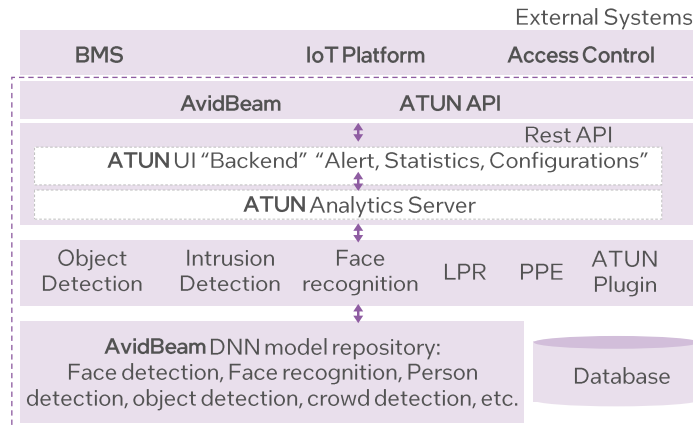 External Systems
BMS IoT Platform Access Control
AvidBeam ATUN API
Rest API
ATUN UI “Backend” “Alert, Statistics, Configurations”
ATUN Analytics Server
Object Detection
Intrusion Detection
Face recognition
LPR
PPE
ATUN Plugin
AvidBeam DNN model repository:
Face detection, Face recognition, Person
detection, object detection, crowd detection, etc.
Database